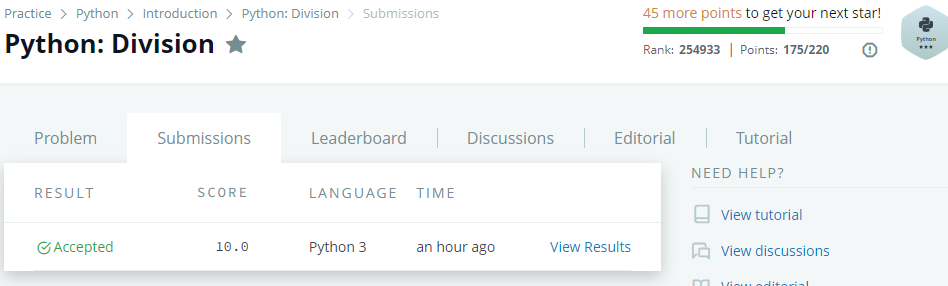 Practice > Python > Introduction > Python: Division > Submissions
Python: Division
45 more points to get your next star!
Rank: 254933 | Points: 175/220
Python
Problem
Submissions
Leaderboard
Discussions
Editorial
Tutorial
RESULT SCORE LANGUAGE TIME
Accepted 10.0 Python 3 an hour ago View Results
NEED HELP?
View tutorial
View discussions
View editorial